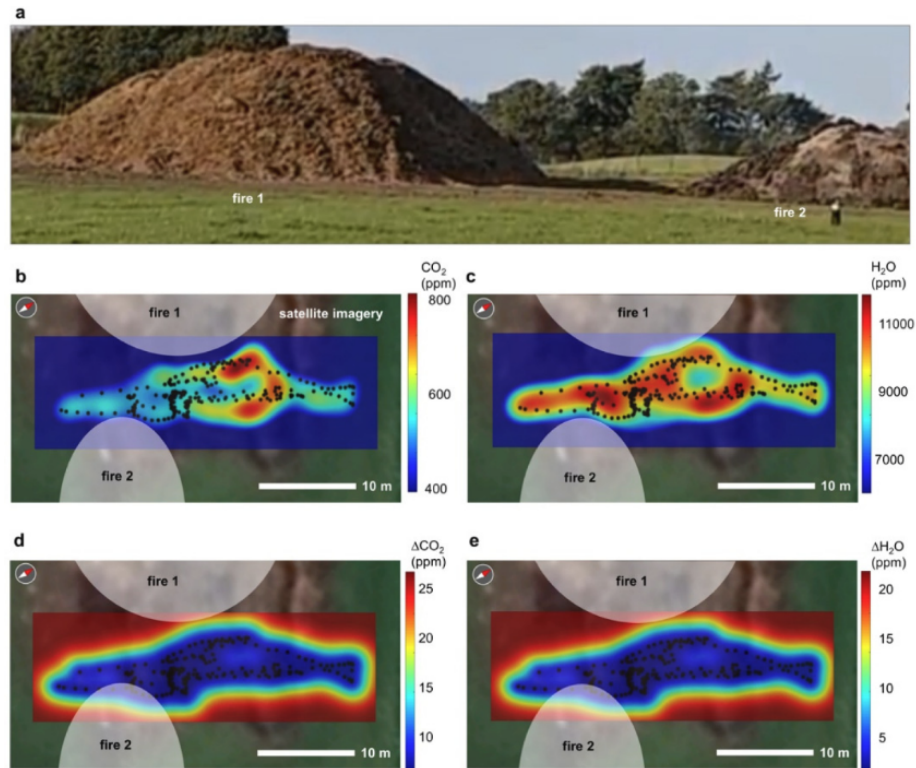 a
fire 1
fire 2
b
CO₂
(ppm)
800
600
400
fire 1
satellite imagery
fire 2
10 m
c
H₂O
(ppm)
11000
9000
7000
fire 1
fire 2
10 m
d
ΔCO₂
(ppm)
25
20
15
10
fire 1
fire 2
10 m
e
ΔH₂O
(ppm)
20
15
10
5
fire 1
fire 2
10 m